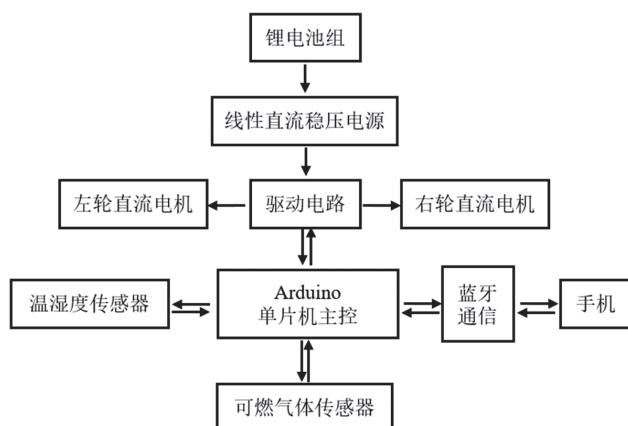 锂电池组
线性直流稳压电源
左轮直流电机
驱动电路
右轮直流电机
温湿度传感器
Arduino
单片机主控
蓝牙
通信
手机
可燃气体传感器